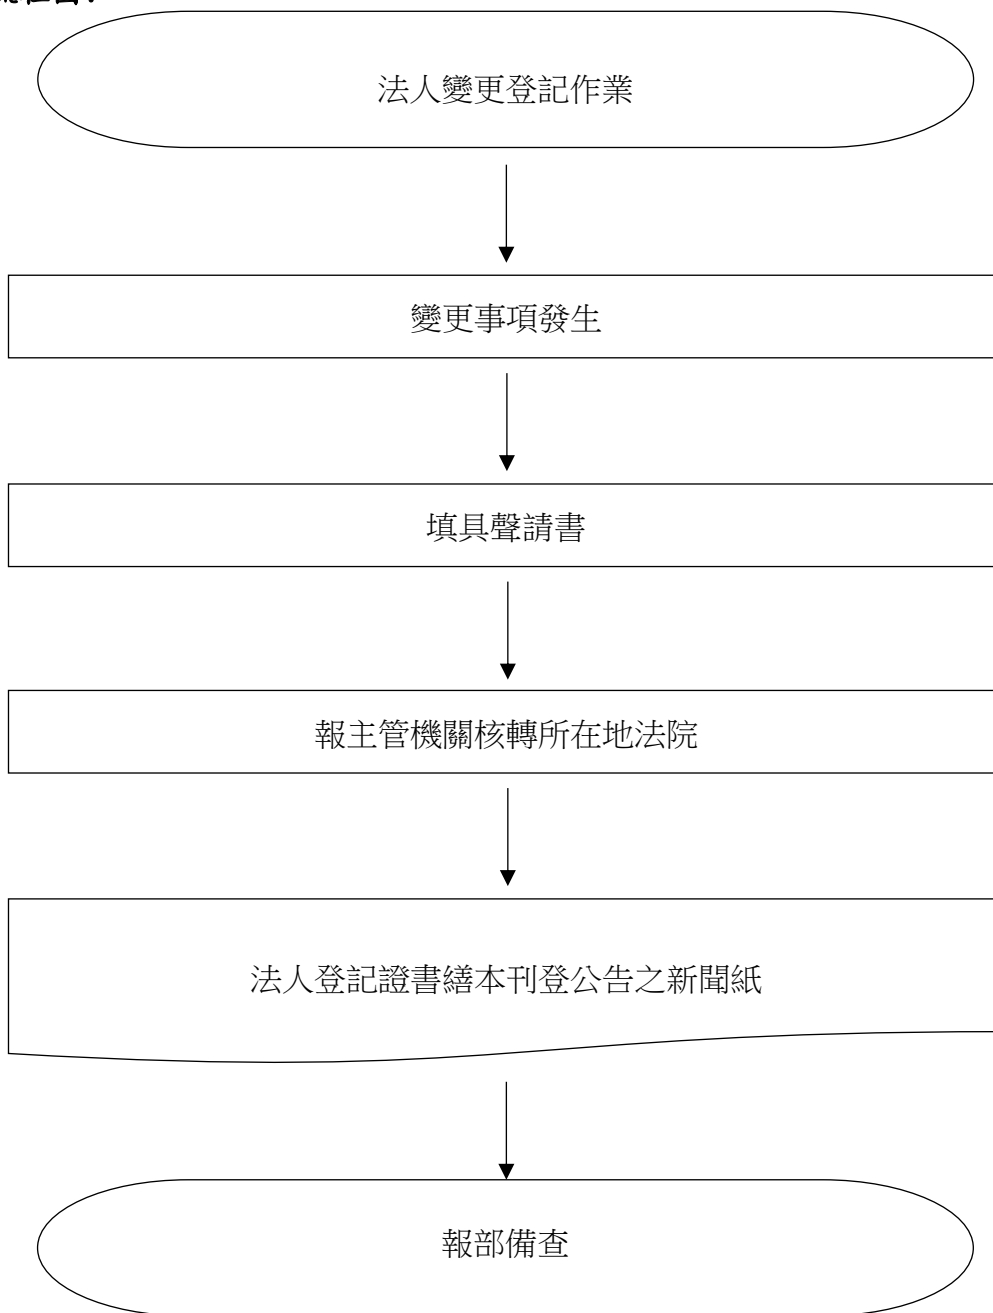 法人變更登記作業
變更事項發生
填具聲請書
報主管機關核轉所在地法院
法人登記證書繕本刊登公告之新聞紙
報部備查